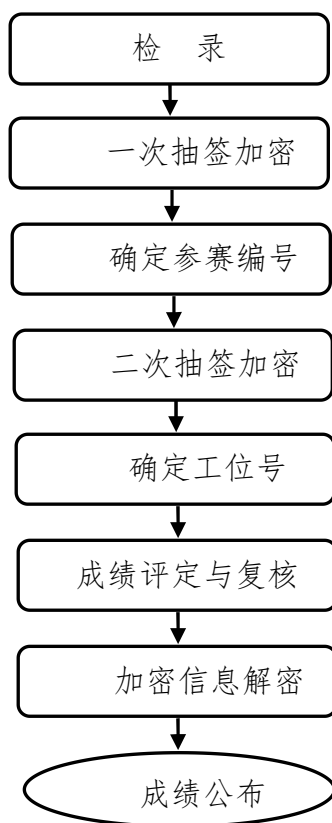 检 录
一次抽签加密
确定参赛编号
二次抽签加密
确定工位号
成绩评定与复核
加密信息解密
成绩公布